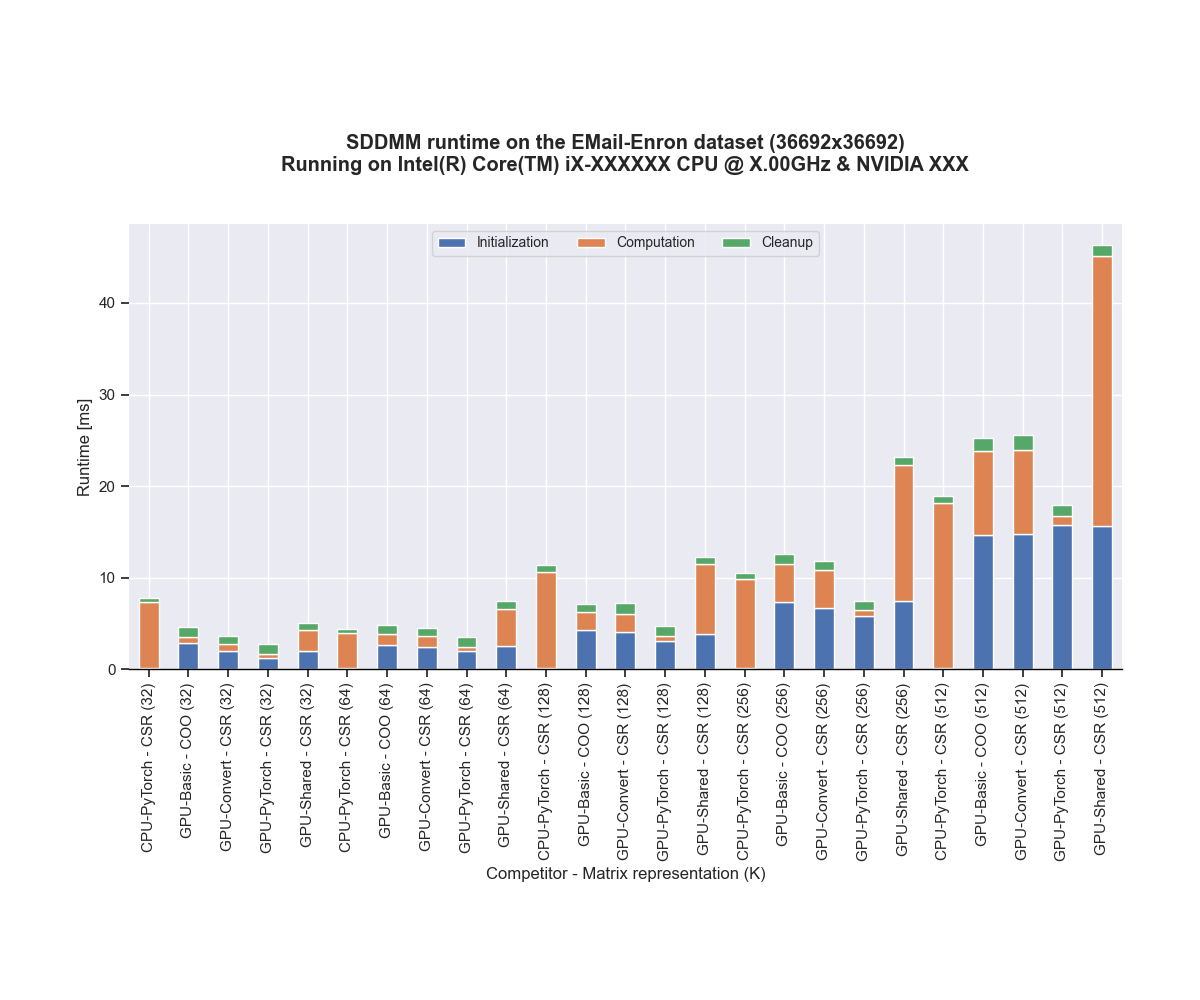 SDDMM runtime on the EMail-Enron dataset (36692x36692)
Running on Intel(R) Core(TM) iX-XXXXXX CPU @ X.00GHz & NVIDIA XXX
Initialization
Computation
Cleanup
Runtime [ms]
40
30
20
10
0
CPU-PyTorch - CSR (32)
GPU-Basic - COO (32)
GPU-Convert - CSR (32)
GPU-PyTorch - CSR (32)
GPU-Shared - CSR (32)
CPU-PyTorch - CSR (64)
GPU-Basic - COO (64)
GPU-Convert - CSR (64)
GPU-PyTorch - CSR (64)
GPU-Shared - CSR (64)
CPU-PyTorch - CSR (128)
GPU-Basic - COO (128)
GPU-Convert - CSR (128)
GPU-PyTorch - CSR (128)
GPU-Shared - CSR (128)
CPU-PyTorch - CSR (256)
GPU-Basic - COO (256)
GPU-Convert - CSR (256)
GPU-PyTorch - CSR (256)
GPU-Shared - CSR (256)
CPU-PyTorch - CSR (512)
GPU-Basic - COO (512)
GPU-Convert - CSR (512)
GPU-PyTorch - CSR (512)
GPU-Shared - CSR (512)
Competitor - Matrix representation (K)